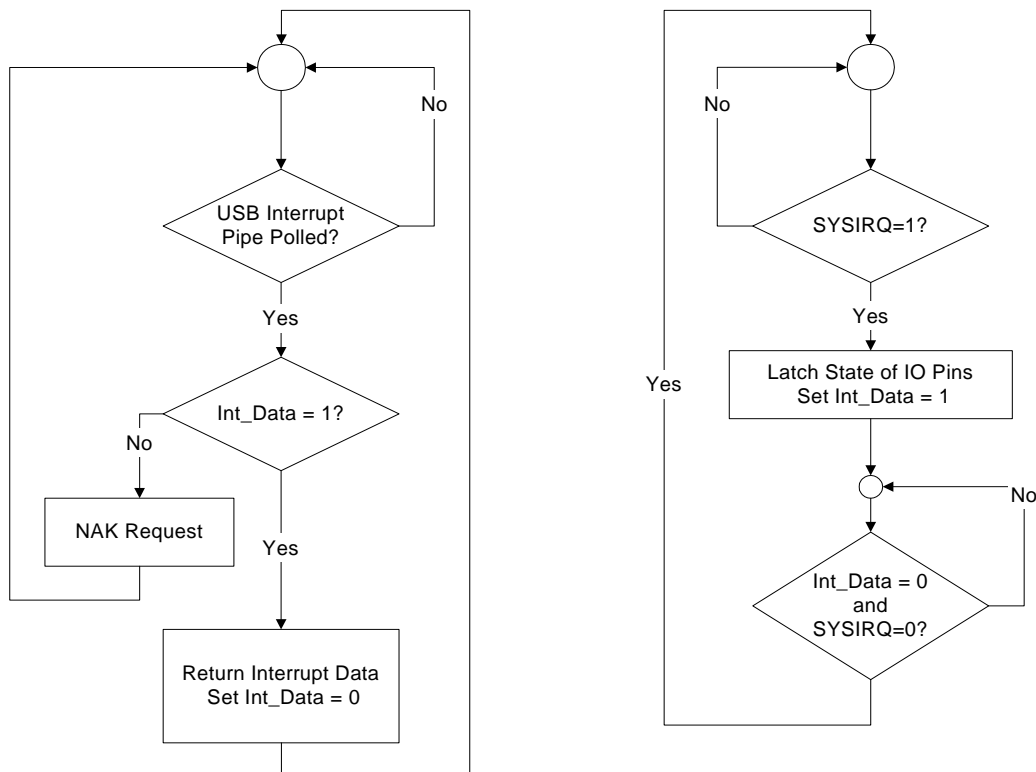 No
USB Interrupt
Pipe Polled?
Yes
Int_Data = 1?
No
NAK Request
Yes
Return Interrupt Data
Set Int_Data = 0
No
SYSIRQ=1?
Yes
Latch State of IO Pins
Set Int_Data = 1
Yes
No
Int_Data = 0
and
SYSIRQ=0?